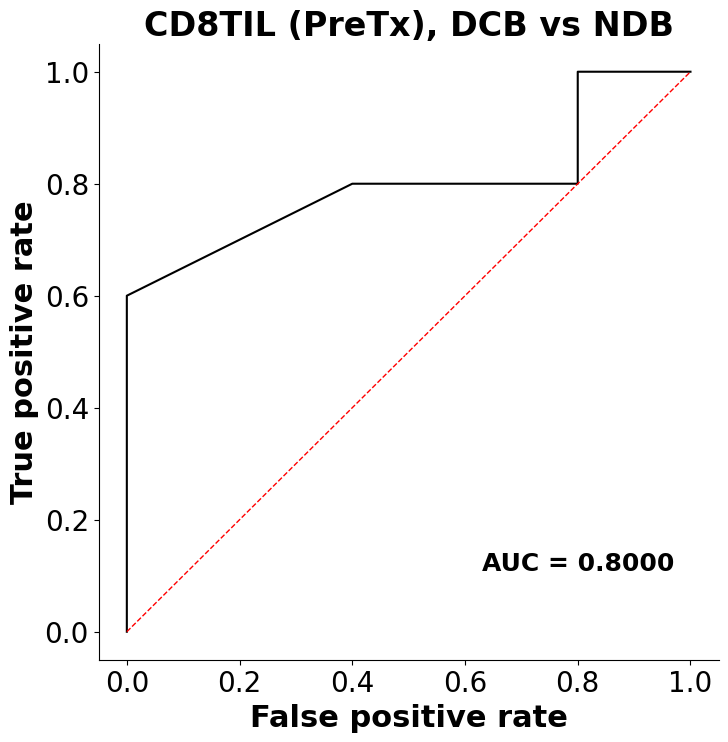 CD8TIL (PreTx), DCB vs NDB
1.0
0.8
0.6
0.4
0.2
0.0
True positive rate
AUC = 0.8000
0.0 0.2 0.4 0.6 0.8 1.0
False positive rate